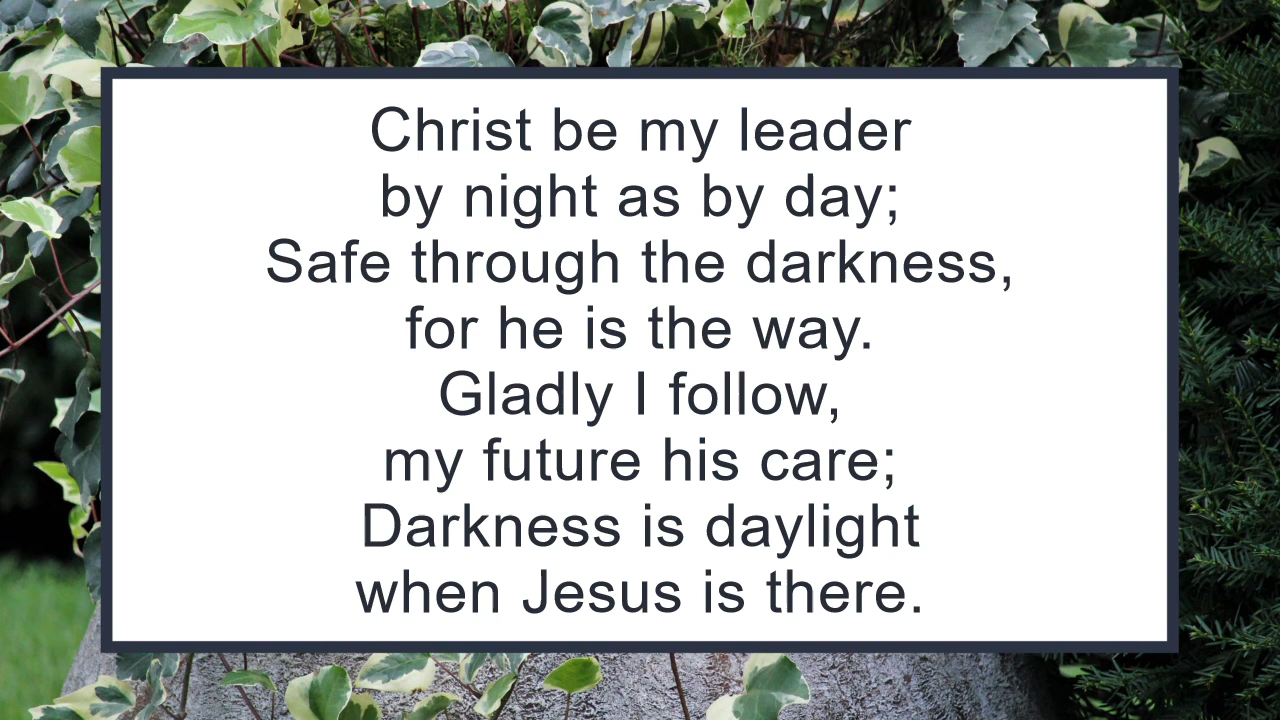 Christ be my leader
by night as by day;
Safe through the darkness,
for he is the way.
Gladly I follow,
my future his care;
Darkness is daylight
when Jesus is there.